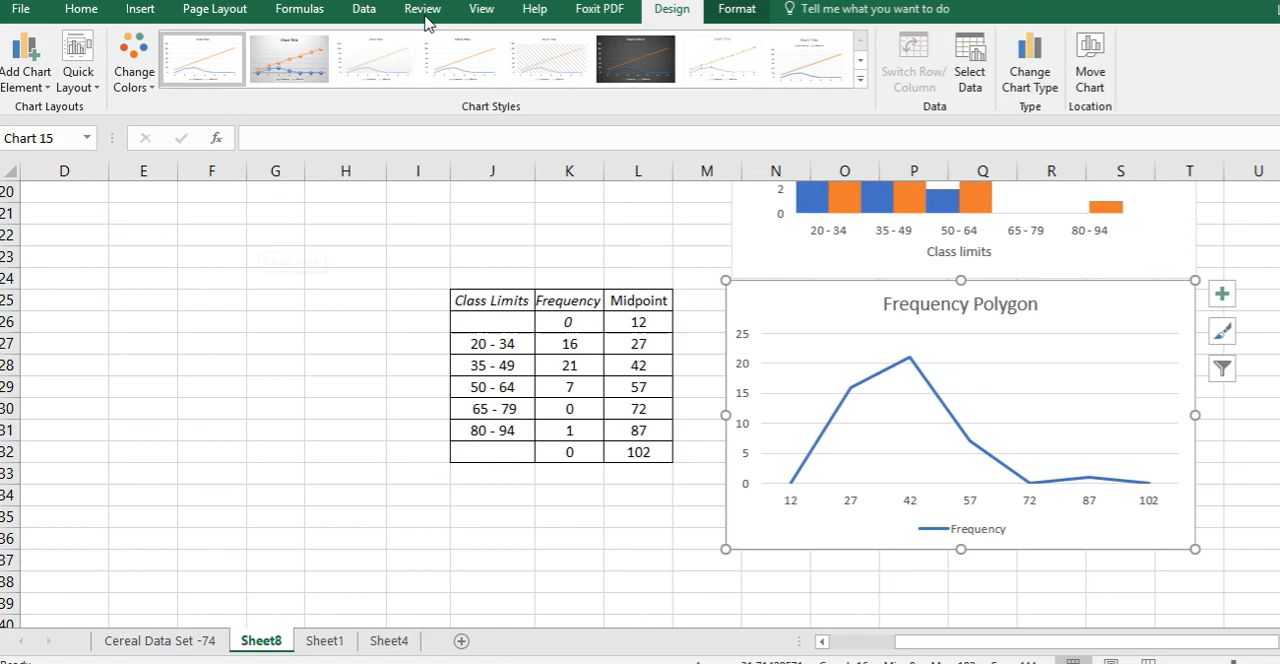 File Home Insert Page Layout Formulas Data Review View Help Foxit PDF Design Format Tell me what you want to do
Add Chart Element Quick Layout Change Colors Switch Row/Column Select Data Change Chart Type Move Chart
Chart Layouts Chart Styles Data Type Location
Chart 15 fx
D E F G H I J K L M N O P Q R S T U
20
21
22
23
24
25
26
27
28
29
30
31
32
33
34
35
36
37
38
39
40
2
0
20 - 34 35 - 49 50 - 64 65 - 79 80 - 94
Class limits
Class Limits Frequency Midpoint
0 12
20 - 34 16 27
35 - 49 21 42
50 - 64 7 57
65 - 79 0 72
80 - 94 1 87
0 102
Frequency Polygon
25
20
15
10
5
0
12 27 42 57 72 87 102
Frequency
Cereal Data Set -74 Sheet8 Sheet1 Sheet4